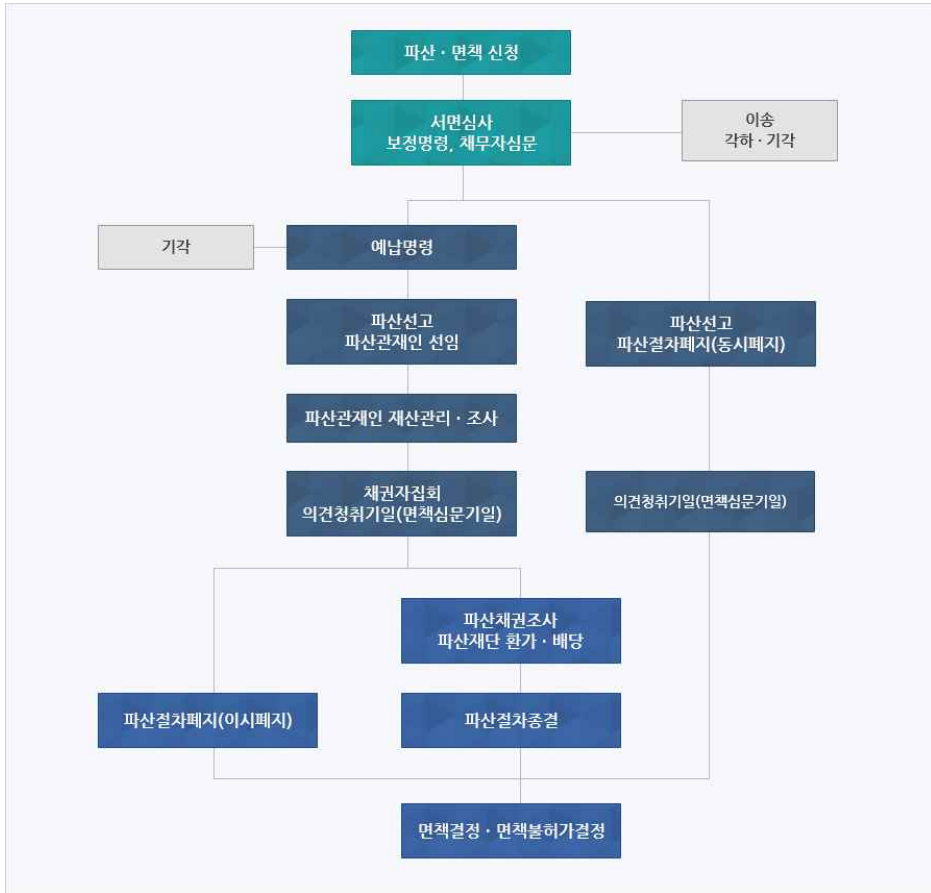 파산 · 면책 신청
서면심사
보정명령, 채무자심문
이송
각하 · 기각
기각
예납명령
파산선고
파산관재인 선임
파산선고
파산절차폐지(동시폐지)
파산관재인 재산관리 · 조사
채권자집회
의견청취기일(면책심문기일)
의견청취기일(면책심문기일)
파산채권조사
파산재단 환가 · 배당
파산절차폐지(이시폐지)
파산절차종결
면책결정 · 면책불허가결정